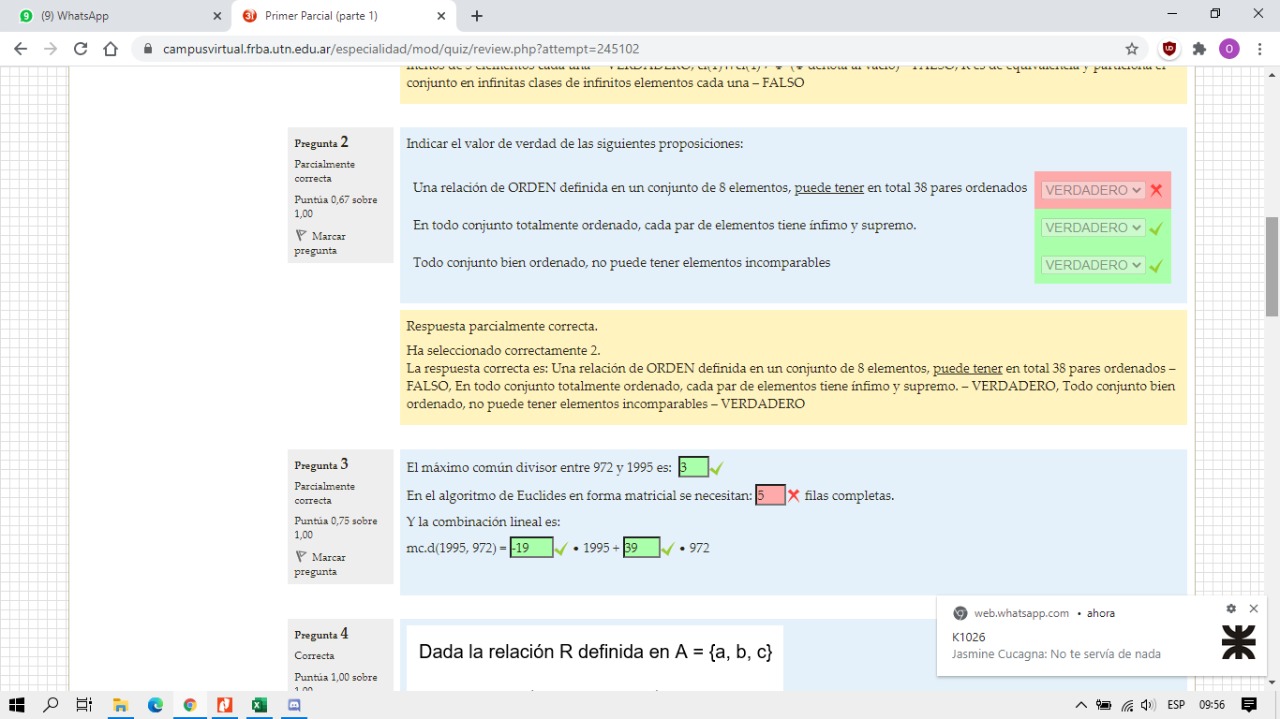 (9) WhatsApp
Primer Parcial (parte 1)
campusvirtual.frba.utn.edu.ar/especialidad/mod/quiz/review.php?attempt=245102
conjunto en infinitas clases de infinitos elementos cada una – FALSO
Pregunta 2
Parcialmente
correcta
Puntúa 0,67 sobre
1,00
Marcar
pregunta
Indicar el valor de verdad de las siguientes proposiciones:
Una relación de ORDEN definida en un conjunto de 8 elementos, puede tener en total 38 pares ordenados VERDADERO
En todo conjunto totalmente ordenado, cada par de elementos tiene ínfimo y supremo. VERDADERO
Todo conjunto bien ordenado, no puede tener elementos incomparables VERDADERO
Respuesta parcialmente correcta.
Ha seleccionado correctamente 2.
La respuesta correcta es: Una relación de ORDEN definida en un conjunto de 8 elementos, puede tener en total 38 pares ordenados –
FALSO, En todo conjunto totalmente ordenado, cada par de elementos tiene ínfimo y supremo. – VERDADERO, Todo conjunto bien
ordenado, no puede tener elementos incomparables – VERDADERO
Pregunta 3
Parcialmente
correcta
Puntúa 0,75 sobre
1,00
Marcar
pregunta
El máximo común divisor entre 972 y 1995 es: 3
En el algoritmo de Euclides en forma matricial se necesitan: 5 filas completas.
Y la combinación lineal es:
mc.d(1995, 972) = -19 • 1995 + 39 • 972
Pregunta 4
Correcta
Puntúa 1,00 sobre
Dada la relación R definida en A = {a, b, c}
web.whatsapp.com • ahora
K1026
Jasmine Cucagna: No te servía de nada
ESP
09:56